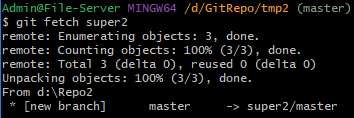 Admin@File-Server MINGW64 /d/GitRepo/tmp2 (master)
$ git fetch super2
remote: Enumerating objects: 3, done.
remote: Counting objects: 100% (3/3), done.
remote: Total 3 (delta 0), reused 0 (delta 0)
Unpacking objects: 100% (3/3), done.
From d:\Repo2
 * [new branch]      master     -> super2/master